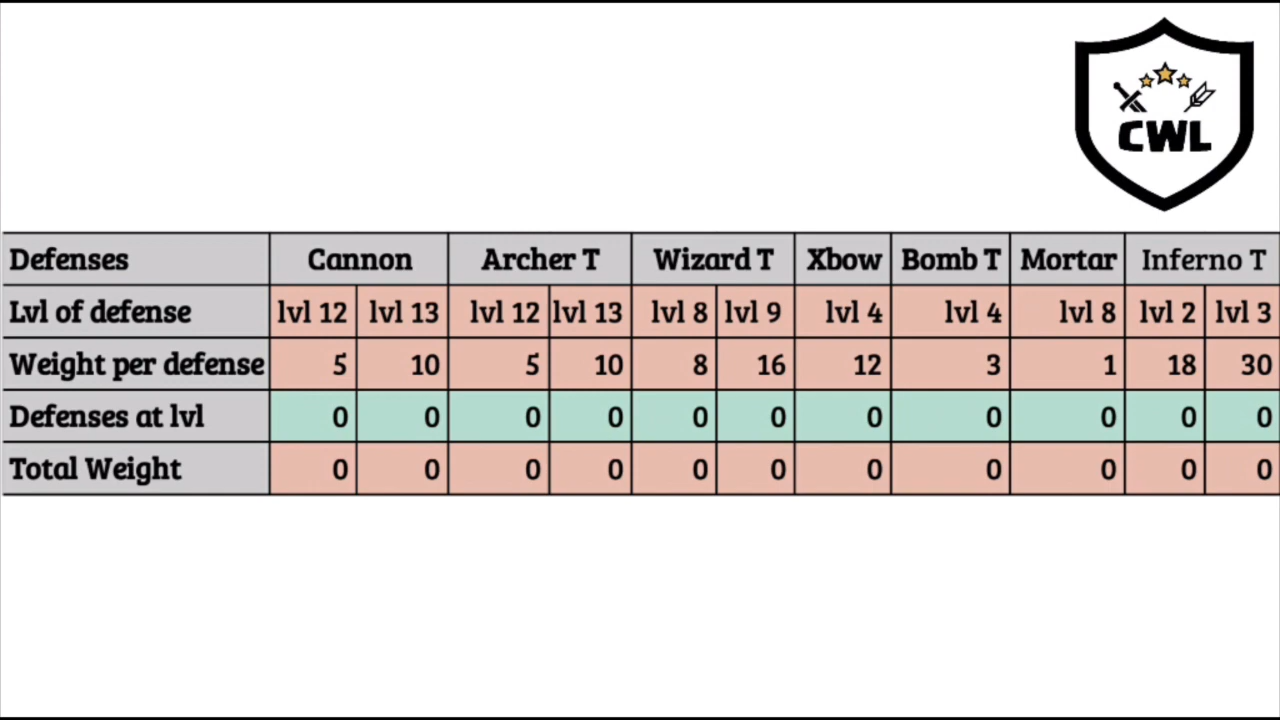 CWL
Defenses Cannon Archer T Wizard T Xbow Bomb T Mortar Inferno T
Lvl of defense lvl 12 lvl 13 lvl 12 lvl 13 lvl 8 lvl 9 lvl 4 lvl 4 lvl 8 lvl 2 lvl 3
Weight per defense 5 10 5 10 8 16 12 3 1 18 30
Defenses at lvl 0 0 0 0 0 0 0 0 0 0 0
Total Weight 0 0 0 0 0 0 0 0 0 0 0